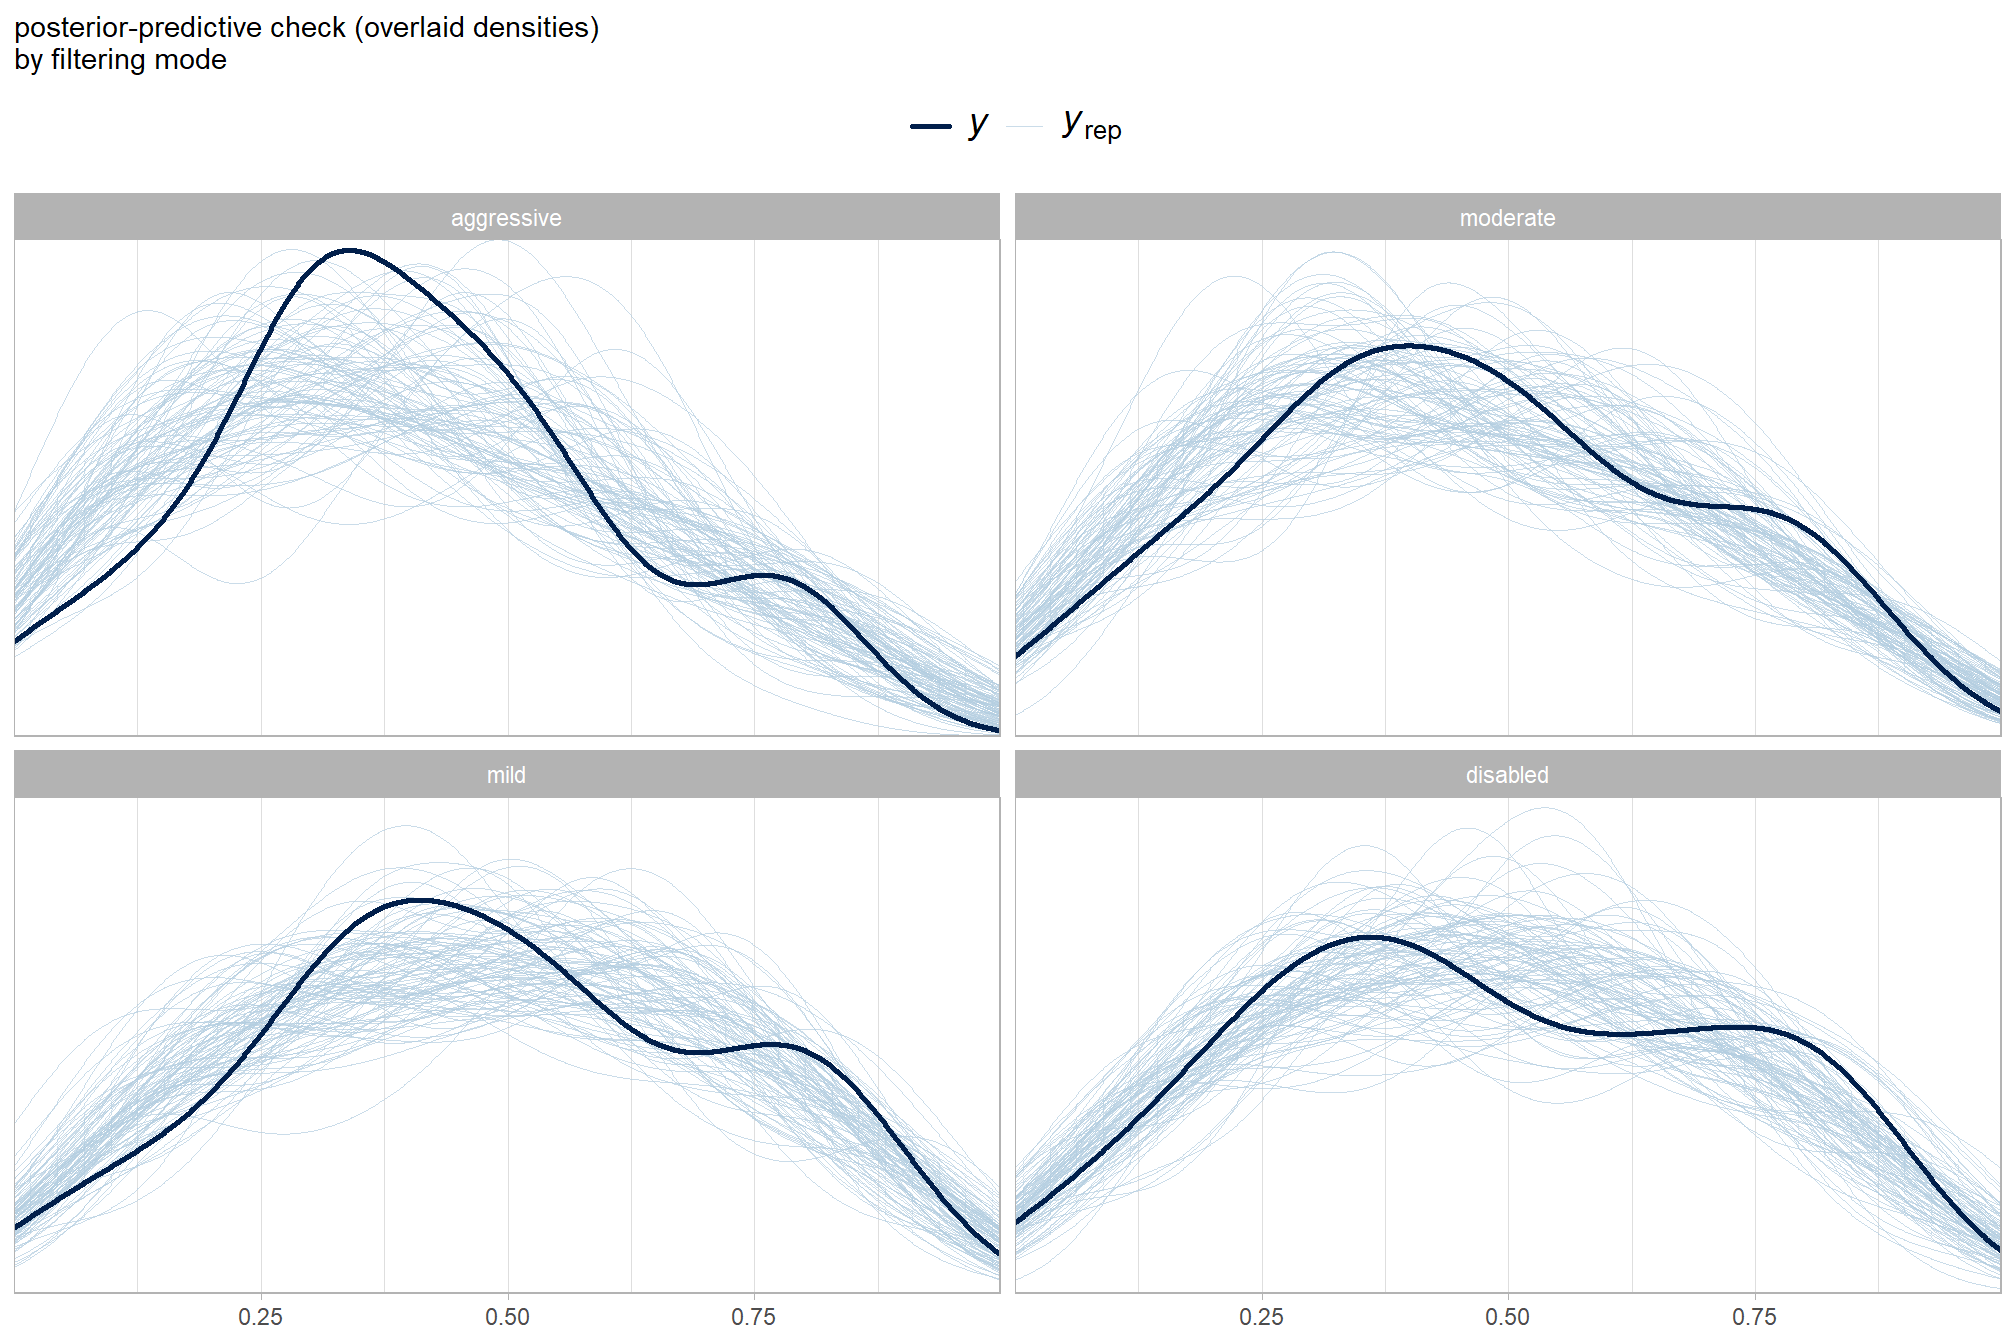 posterior-predictive check (overlaid densities)
by filtering mode
y y rep
aggressive moderate
mild disabled
0.25 0.50 0.75 0.25 0.50 0.75